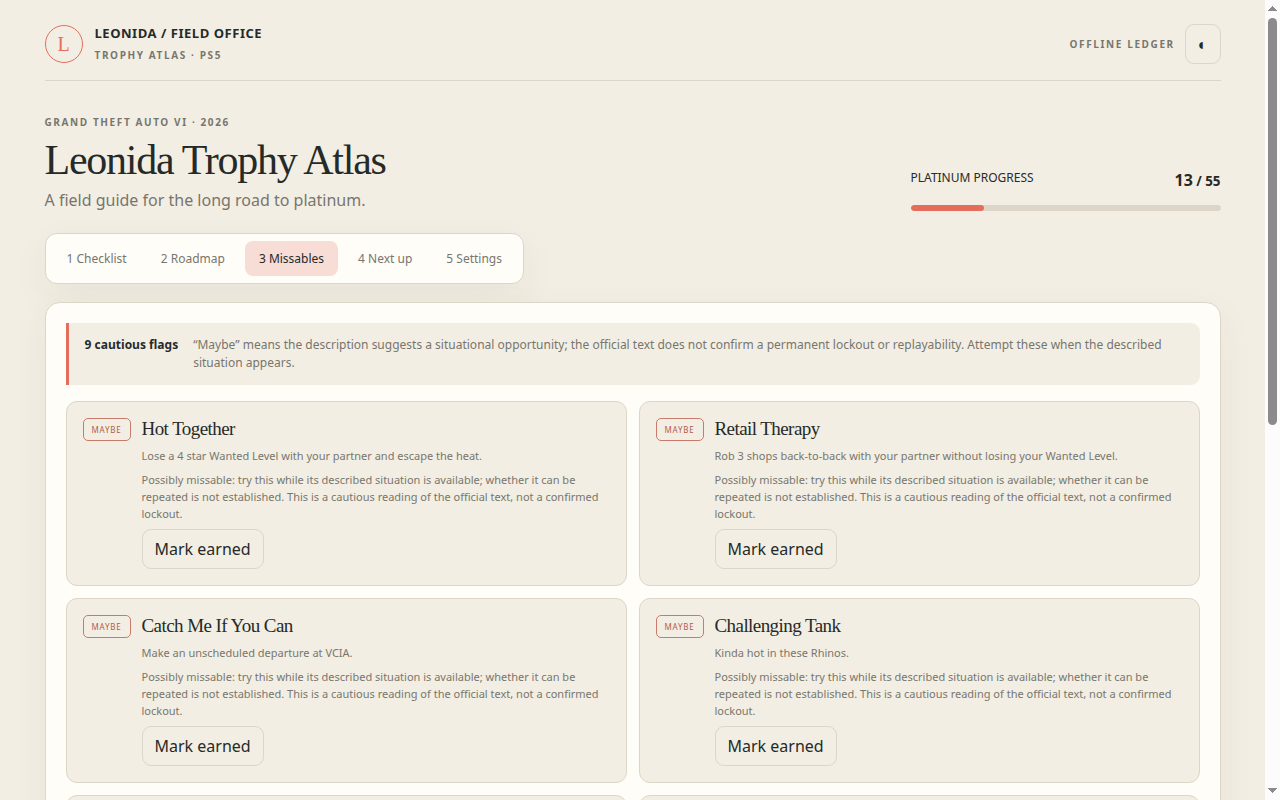 L
LEONIDA / FIELD OFFICE
TROPHY ATLAS · PS5
OFFLINE LEDGER
GRAND THEFT AUTO VI · 2026
Leonida Trophy Atlas
A field guide for the long road to platinum.
PLATINUM PROGRESS
13 / 55
1 Checklist
2 Roadmap
3 Missables
4 Next up
5 Settings
9 cautious flags
“Maybe” means the description suggests a situational opportunity; the official text does not confirm a permanent lockout or replayability. Attempt these when the described
situation appears.
MAYBE
Hot Together
Lose a 4 star Wanted Level with your partner and escape the heat.
Possibly missable: try this while its described situation is available; whether it can be
repeated is not established. This is a cautious reading of the official text, not a confirmed
lockout.
Mark earned
MAYBE
Retail Therapy
Rob 3 shops back-to-back with your partner without losing your Wanted Level.
Possibly missable: try this while its described situation is available; whether it can be
repeated is not established. This is a cautious reading of the official text, not a confirmed
lockout.
Mark earned
MAYBE
Catch Me If You Can
Make an unscheduled departure at VCIA.
Possibly missable: try this while its described situation is available; whether it can be
repeated is not established. This is a cautious reading of the official text, not a confirmed
lockout.
Mark earned
MAYBE
Challenging Tank
Kinda hot in these Rhinos.
Possibly missable: try this while its described situation is available; whether it can be
repeated is not established. This is a cautious reading of the official text, not a confirmed
lockout.
Mark earned